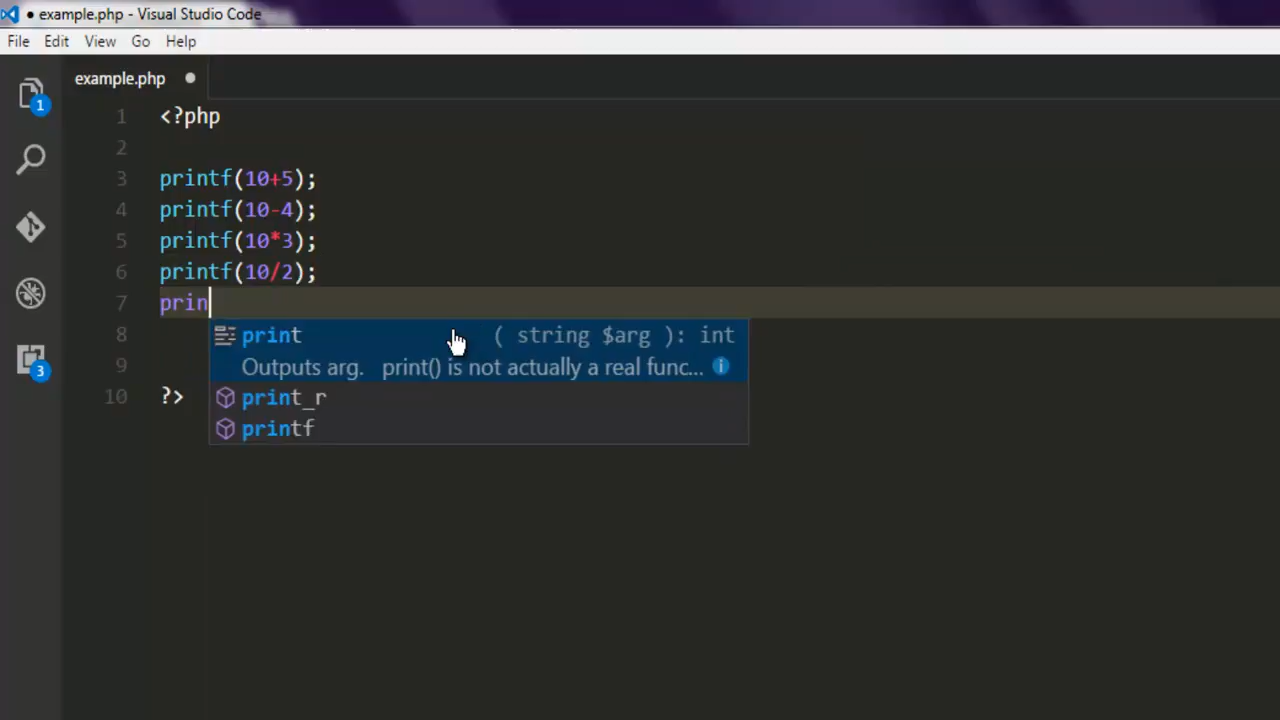 ● example.php - Visual Studio Code
File Edit View Go Help
example.php ●
1 <?php
2
3 printf(10+5);
4 printf(10-4);
5 printf(10*3);
6 printf(10/2);
7 prin
print ( string $arg ): int
8
Outputs arg. print() is not actually a real func...
9
10 ?>
print_r
printf
1
3